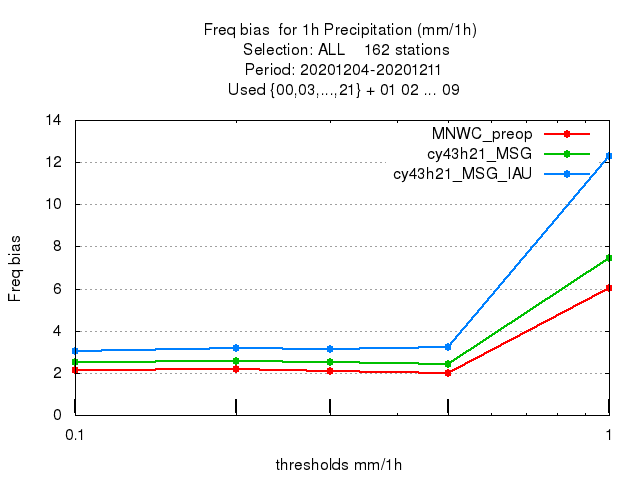 Freq bias  for 1h Precipitation (mm/1h)
Selection: ALL    162 stations
Period: 20201204-20201211
Used {00,03,...,21} + 01 02 ... 09
14
12
10
8
6
4
2
0
Freq bias
MNWC_preop
cy43h21_MSG
cy43h21_MSG_IAU
0.1
1
thresholds mm/1h